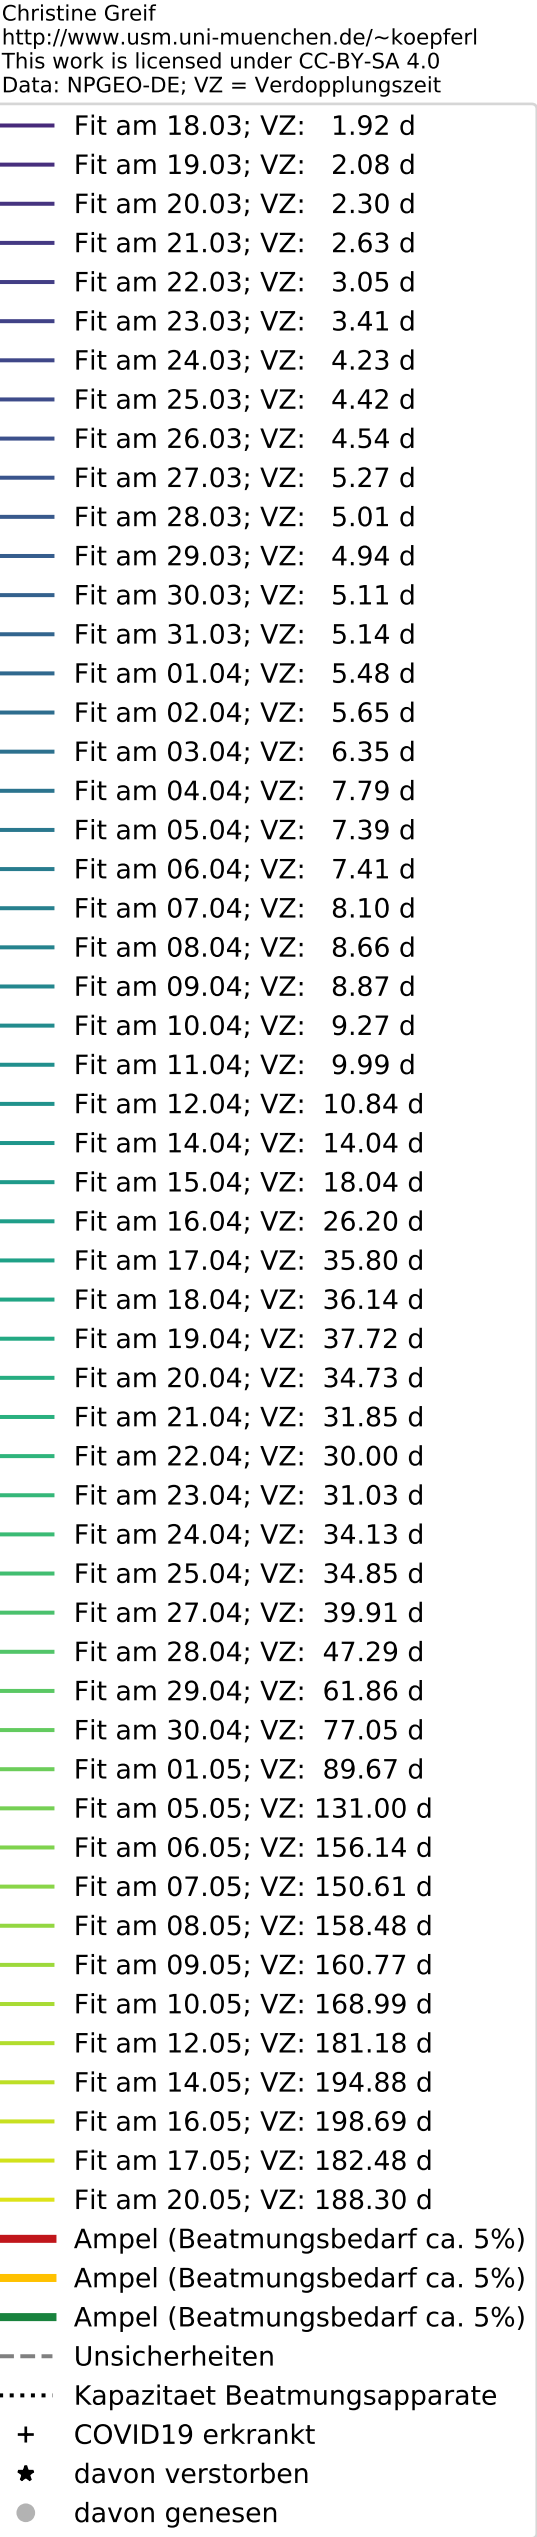 Christine Greif
http://www.usm.uni-muenchen.de/~koepferl
This work is licensed under CC-BY-SA 4.0
Data: NPGEO-DE; VZ = Verdopplungszeit
Fit am 18.03; VZ: 1.92 d
Fit am 19.03; VZ: 2.08 d
Fit am 20.03; VZ: 2.30 d
Fit am 21.03; VZ: 2.63 d
Fit am 22.03; VZ: 3.05 d
Fit am 23.03; VZ: 3.41 d
Fit am 24.03; VZ: 4.23 d
Fit am 25.03; VZ: 4.42 d
Fit am 26.03; VZ: 4.54 d
Fit am 27.03; VZ: 5.27 d
Fit am 28.03; VZ: 5.01 d
Fit am 29.03; VZ: 4.94 d
Fit am 30.03; VZ: 5.11 d
Fit am 31.03; VZ: 5.14 d
Fit am 01.04; VZ: 5.48 d
Fit am 02.04; VZ: 5.65 d
Fit am 03.04; VZ: 6.35 d
Fit am 04.04; VZ: 7.79 d
Fit am 05.04; VZ: 7.39 d
Fit am 06.04; VZ: 7.41 d
Fit am 07.04; VZ: 8.10 d
Fit am 08.04; VZ: 8.66 d
Fit am 09.04; VZ: 8.87 d
Fit am 10.04; VZ: 9.27 d
Fit am 11.04; VZ: 9.99 d
Fit am 12.04; VZ: 10.84 d
Fit am 14.04; VZ: 14.04 d
Fit am 15.04; VZ: 18.04 d
Fit am 16.04; VZ: 26.20 d
Fit am 17.04; VZ: 35.80 d
Fit am 18.04; VZ: 36.14 d
Fit am 19.04; VZ: 37.72 d
Fit am 20.04; VZ: 34.73 d
Fit am 21.04; VZ: 31.85 d
Fit am 22.04; VZ: 30.00 d
Fit am 23.04; VZ: 31.03 d
Fit am 24.04; VZ: 34.13 d
Fit am 25.04; VZ: 34.85 d
Fit am 27.04; VZ: 39.91 d
Fit am 28.04; VZ: 47.29 d
Fit am 29.04; VZ: 61.86 d
Fit am 30.04; VZ: 77.05 d
Fit am 01.05; VZ: 89.67 d
Fit am 05.05; VZ: 131.00 d
Fit am 06.05; VZ: 156.14 d
Fit am 07.05; VZ: 150.61 d
Fit am 08.05; VZ: 158.48 d
Fit am 09.05; VZ: 160.77 d
Fit am 10.05; VZ: 168.99 d
Fit am 12.05; VZ: 181.18 d
Fit am 14.05; VZ: 194.88 d
Fit am 16.05; VZ: 198.69 d
Fit am 17.05; VZ: 182.48 d
Fit am 20.05; VZ: 188.30 d
Ampel (Beatmungsbedarf ca. 5%)
Ampel (Beatmungsbedarf ca. 5%)
Ampel (Beatmungsbedarf ca. 5%)
Unsicherheiten
Kapazitaet Beatmungsapparate
COVID19 erkrankt
davon verstorben
davon genesen